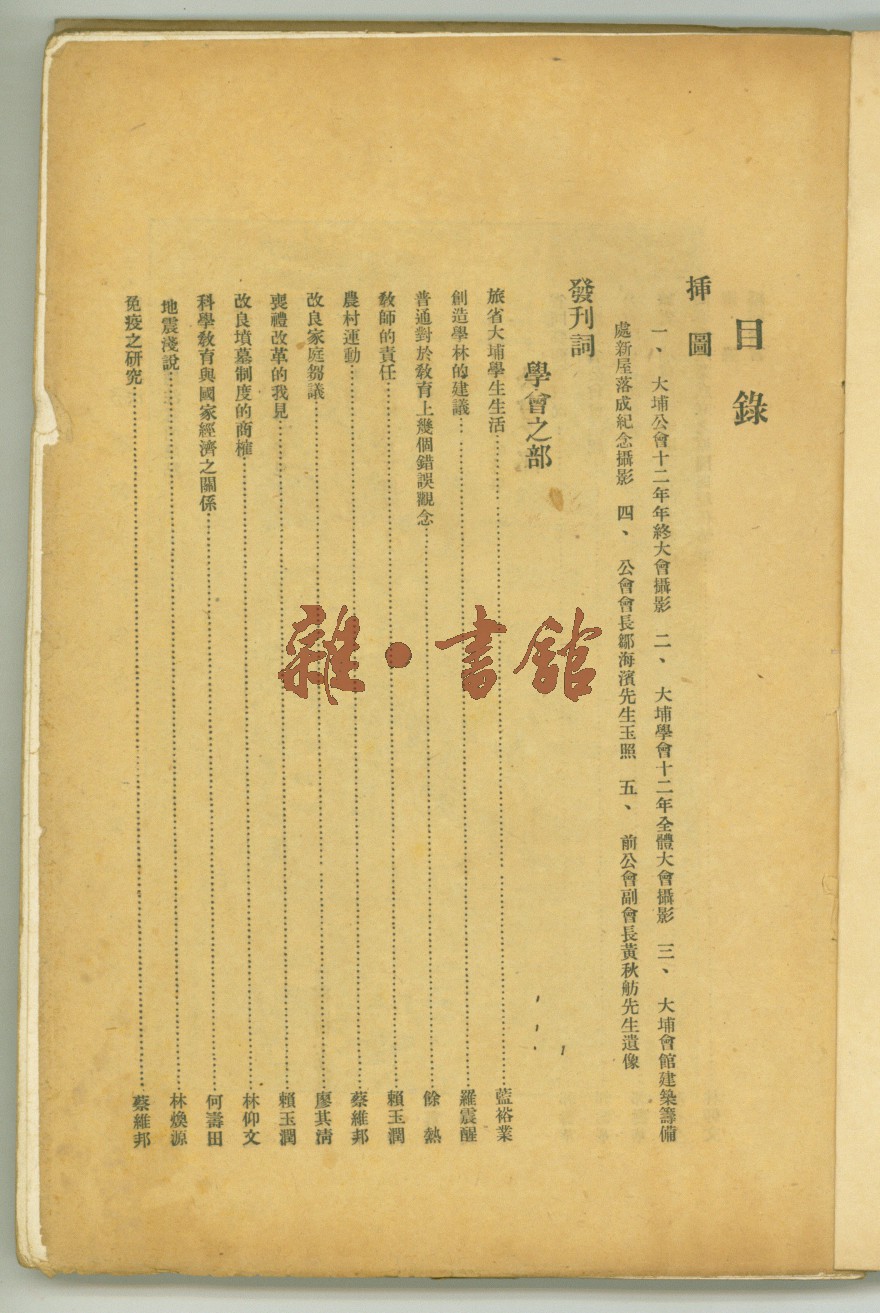 目錄
挿圖
一、大埔公會十二年年終大會攝影 二、大埔學會十二年全體大會攝影 三、大埔會館建築籌備
處新屋落成紀念攝影 四、公會會長鄒海濱先生玉照 五、前公會副會長黃秋舫先生遺像
發刊詞
學會之部
旅省大埔學生生活……藍裕業
創造學林的建議……羅震醒
普通對於敎育上幾個錯誤觀念……餘熱
敎師的責任……賴玉潤
農村運動……蔡維邦
改良家庭芻議……廖其淸
喪禮改革的我見……賴玉潤
改良墳墓制度的商榷……林仰文
科學敎育與國家經濟之關係……何壽田
地震淺說……林煥源
免疫之硏究……蔡維邦
雜·書館